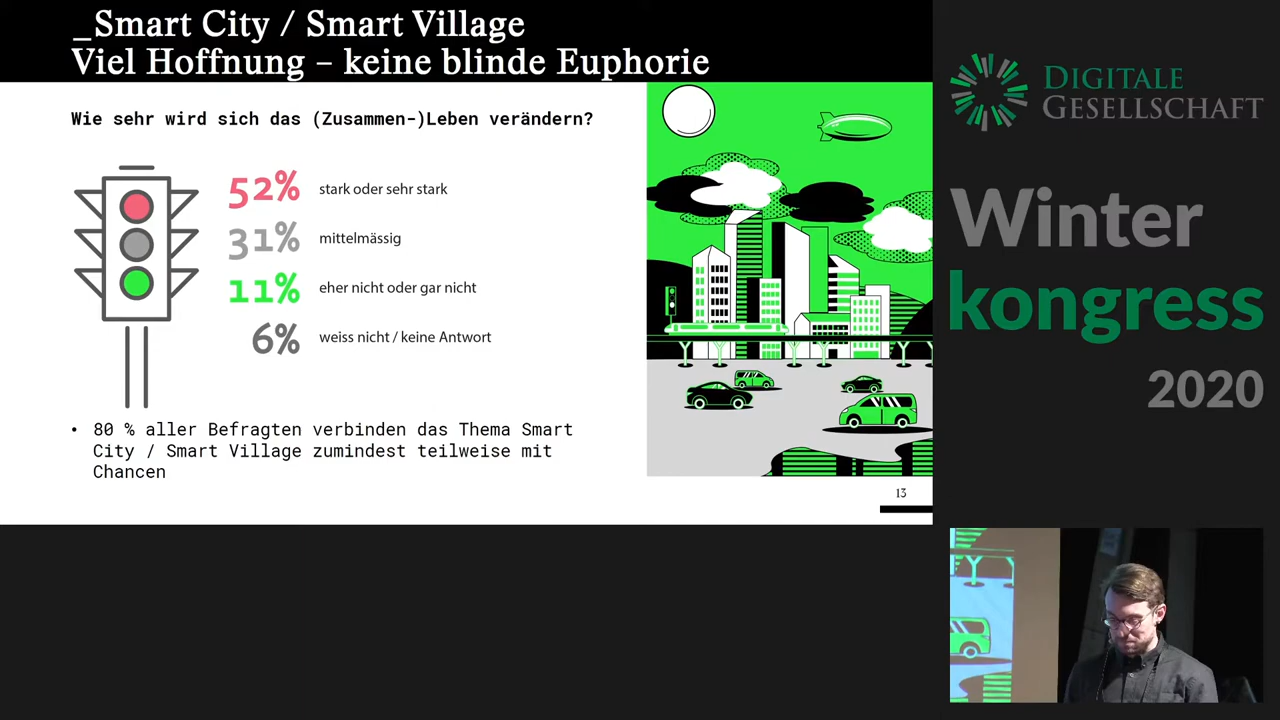 _Smart City / Smart Village
Viel Hoffnung – keine blinde Euphorie
Wie sehr wird sich das (Zusammen-)Leben verändern?
52% stark oder sehr stark
31% mittelmässig
11% eher nicht oder gar nicht
6% weiss nicht / keine Antwort
• 80 % aller Befragten verbinden das Thema Smart
City / Smart Village zumindest teilweise mit
Chancen
13
DIGITALE
GESELLSCHAFT
Winter
kongress
2020